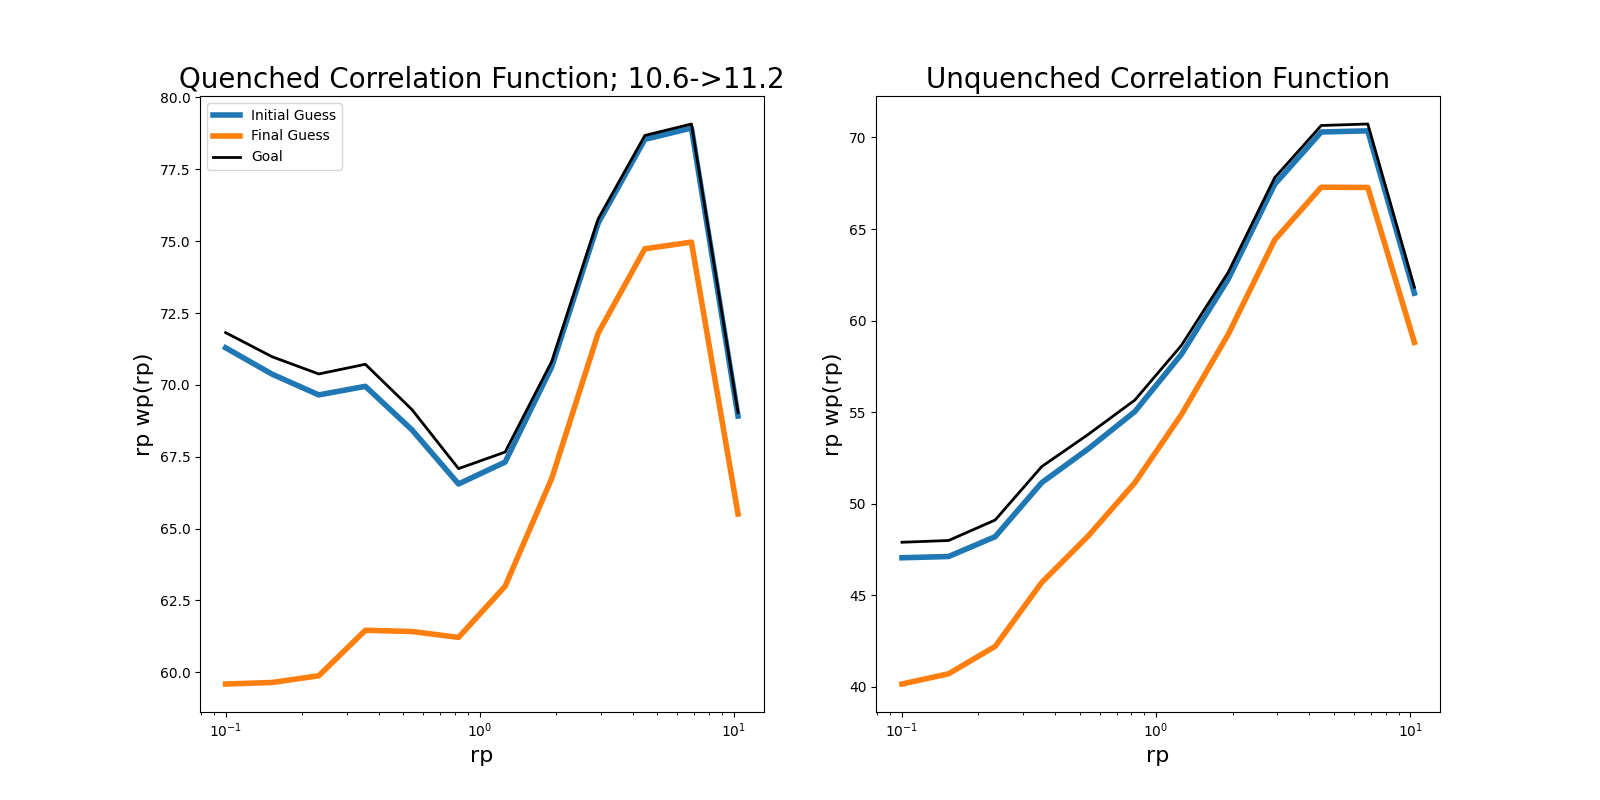 Quenched Correlation Function; 10.6->11.2
80.0
77.5
75.0
72.5
70.0
67.5
65.0
62.5
60.0
rp wp(rp)
Initial Guess
Final Guess
Goal
10⁻¹
10⁰
10¹
rp
Unquenched Correlation Function
70
65
60
55
50
45
40
rp wp(rp)
10⁻¹
10⁰
10¹
rp